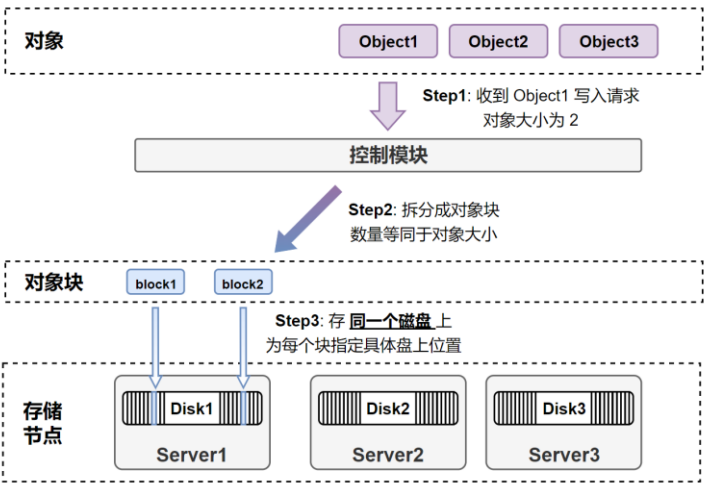 对象
Object1
Object2
Object3
Step1: 收到 Object1 写入请求
对象大小为 2
控制模块
Step2: 拆分成对象块
数量等同于对象大小
对象块
block1
block2
Step3: 存 同一个磁盘 上
为每个块指定具体盘上位置
存储
节点
Disk1
Server1
Disk2
Server2
Disk3
Server3